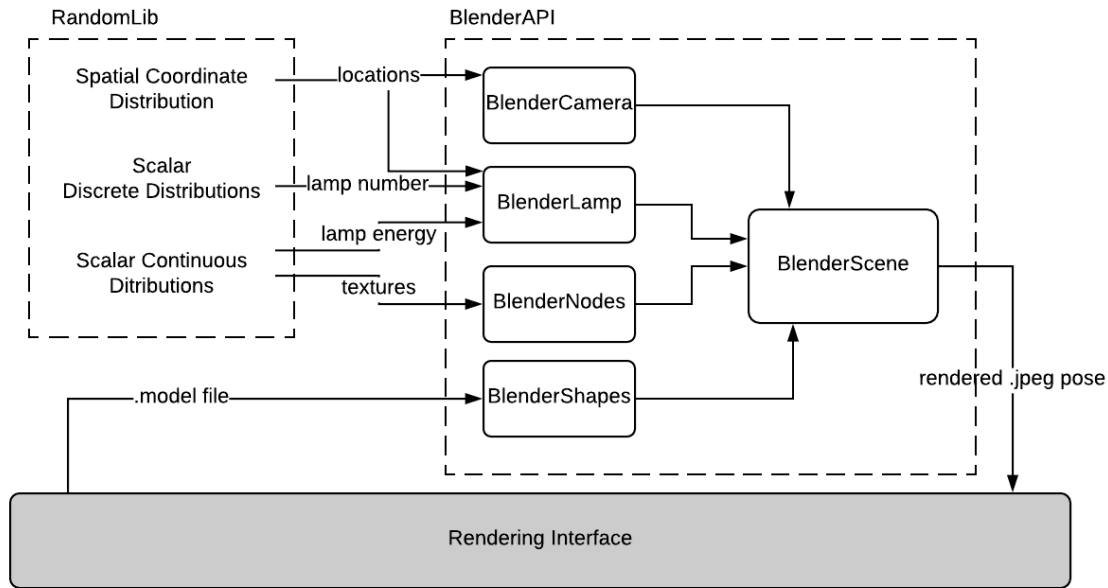 RandomLib
BlenderAPI
Spatial Coordinate
Distribution
locations
BlenderCamera
Scalar
Discrete Distributions
lamp number
BlenderLamp
lamp energy
Scalar Continuous
Ditributions
textures
BlenderNodes
BlenderScene
.model file
BlenderShapes
rendered .jpeg pose
Rendering Interface